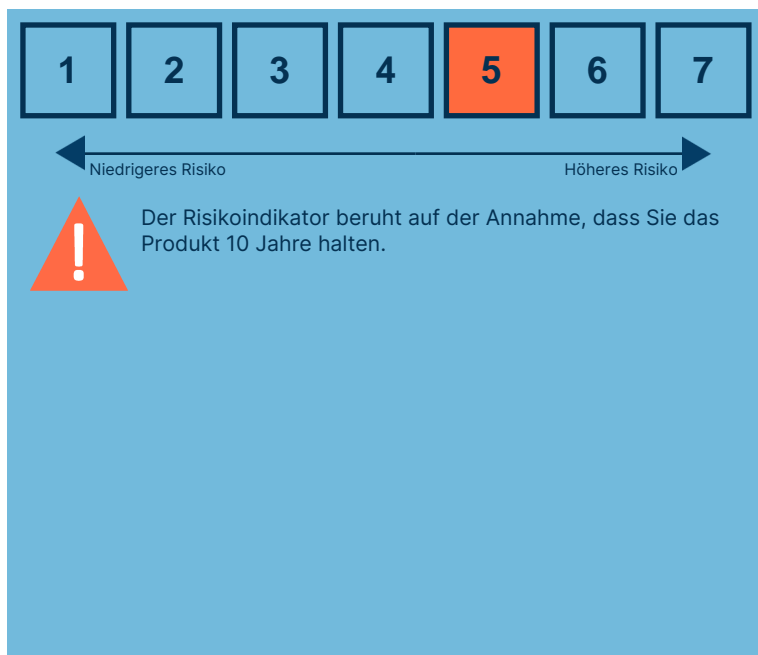 1 2 3 4 5 6 7
Niedrigeres Risiko Höheres Risiko
Der Risikoindikator beruht auf der Annahme, dass Sie das
Produkt 10 Jahre halten.